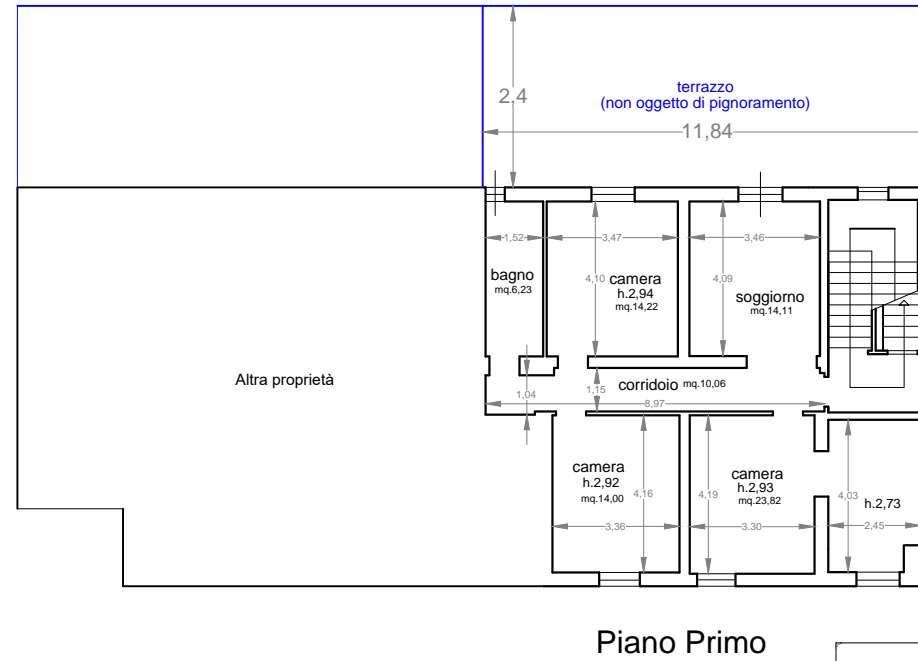 2,4
terrazzo
(non oggetto di pignoramento)
11,84
1,52
3,47
3,46
bagno
mq.6,23
4,10
camera
h.2,94
mq.14,22
4,09
soggiorno
mq.14,11
Altra proprietà
1,04
1,15
corridoio mq.10,06
8,97
camera
h.2,92
mq.14,00
4,16
3,36
4,19
camera
h.2,93
mq.23,82
3.30
4,03
h.2,73
2,45
Piano Primo